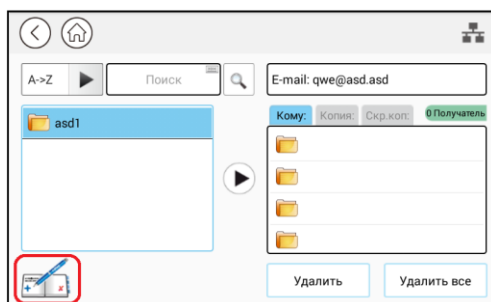 A->Z
Поиск
E-mail: qwe@asd.asd
asd1
Кому:
Копия:
Скр.коп:
0 Получатель
Удалить
Удалить все